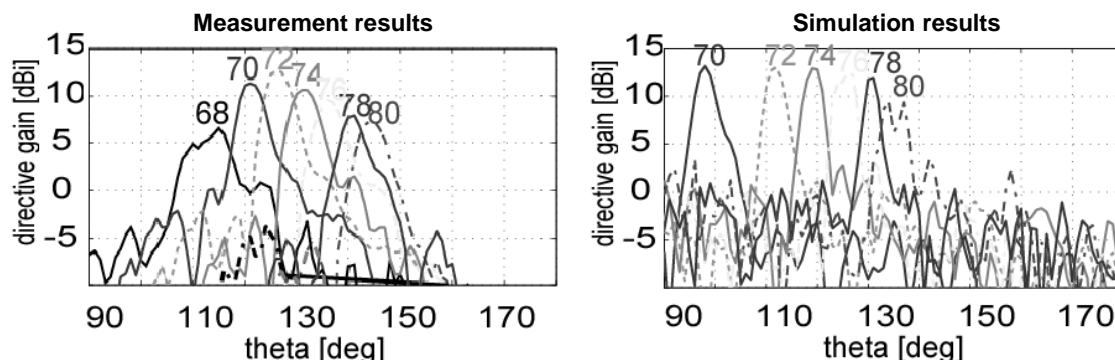 Measurement results
15
10
5
0
−5
directive gain [dBi]
68
70
72
74
76
78
80
90 110 130 150 170
theta [deg]
Simulation results
15
10
5
0
−5
directive gain [dBi]
70
72
74
76
78
80
90 110 130 150 170
theta [deg]